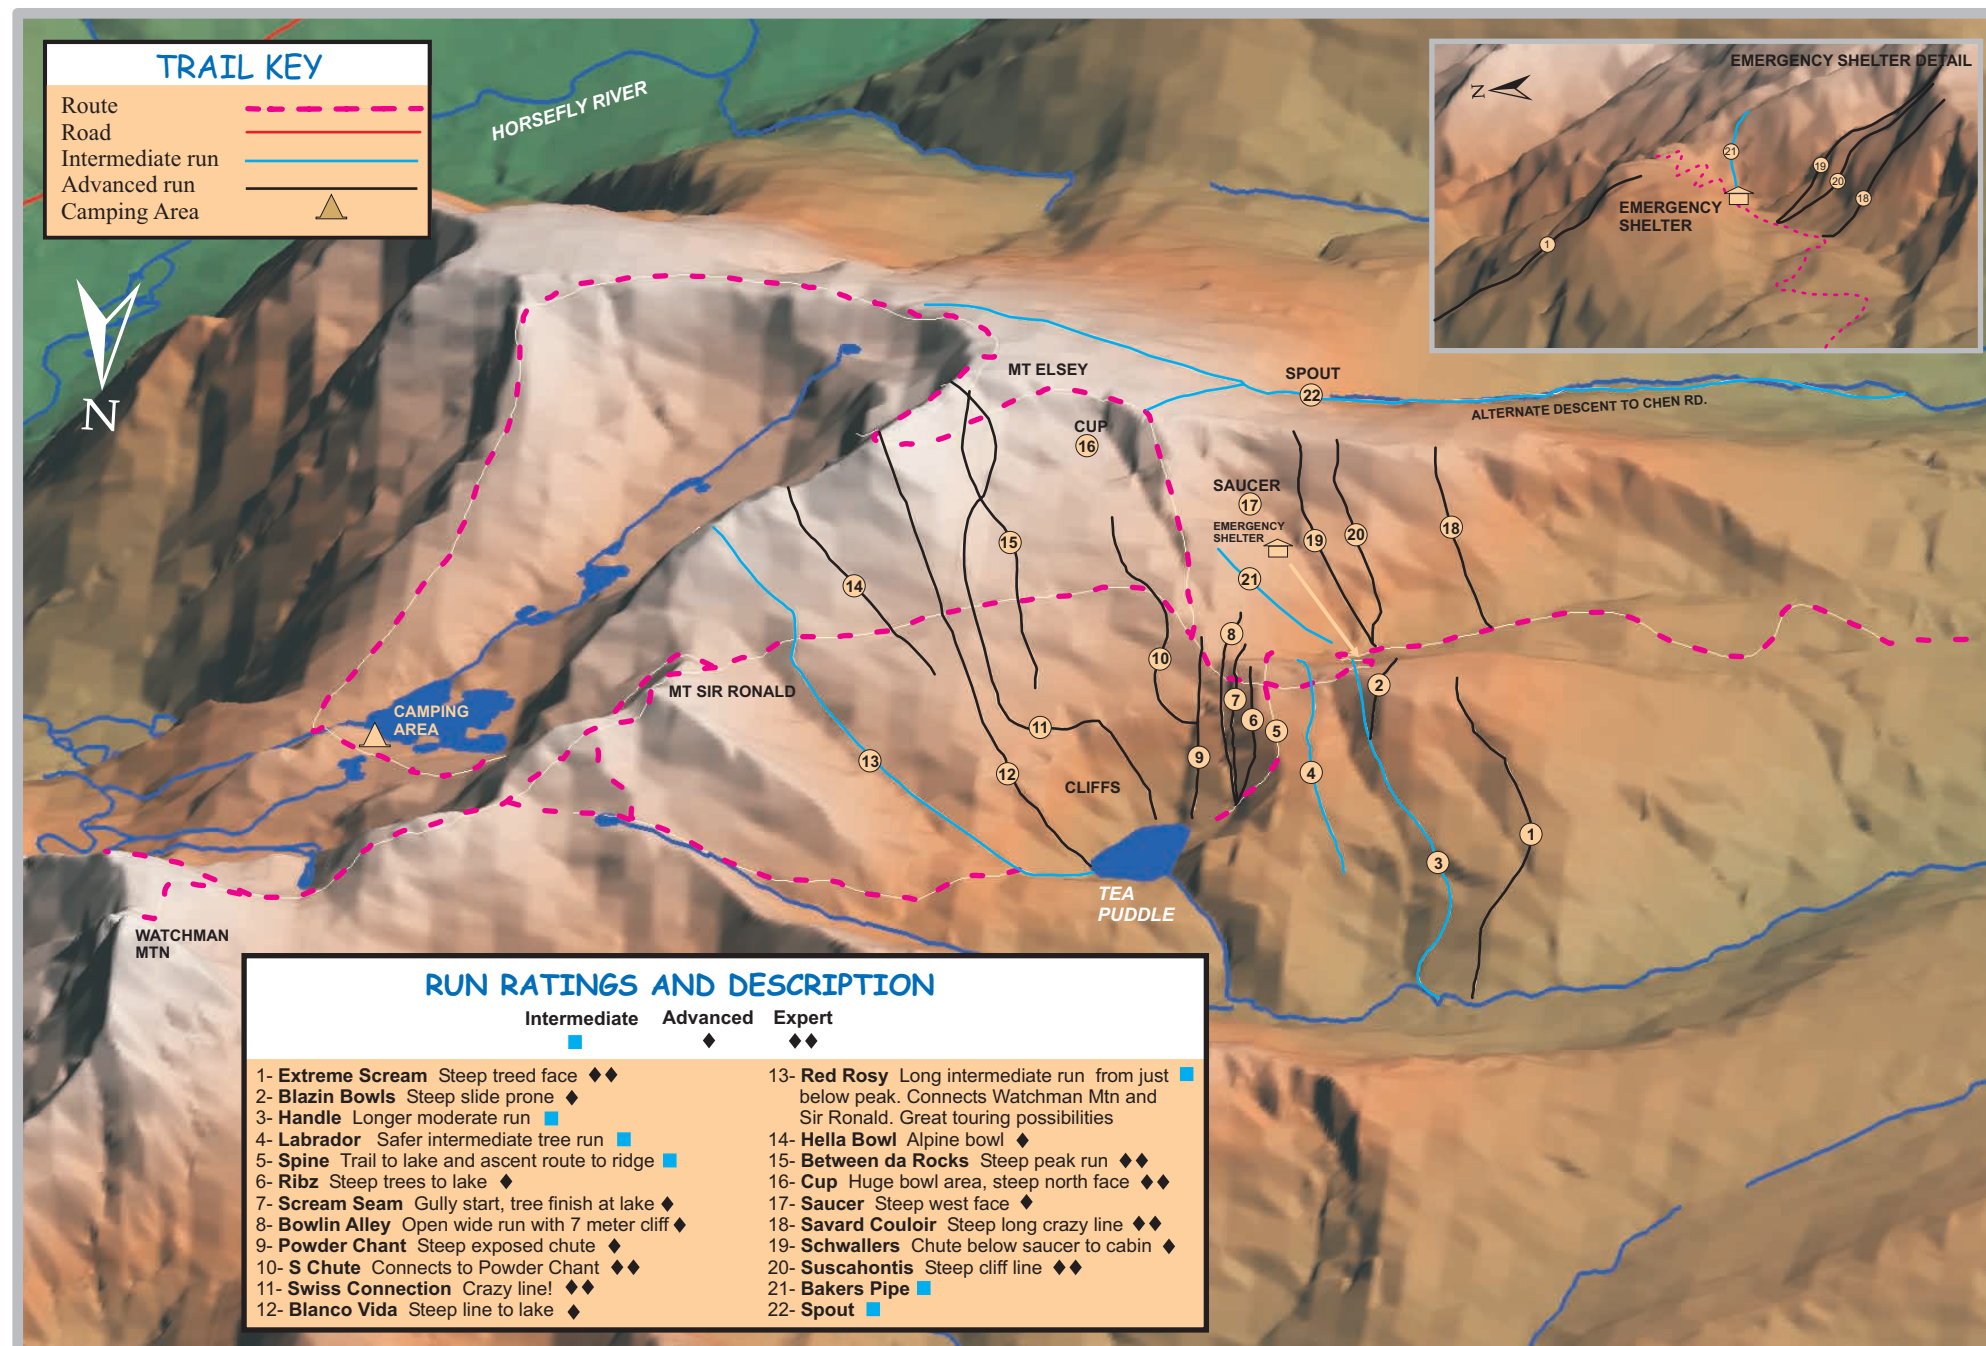 TRAIL KEY
Route
Road
Intermediate run
Advanced run
Camping Area
HORSEFLY RIVER
EMERGENCY SHELTER DETAIL
N
21
19
20
18
EMERGENCY
SHELTER
1
N
MT ELSEY
SPOUT
22
ALTERNATE DESCENT TO CHEN RD.
CUP
16
SAUCER
17
EMERGENCY
SHELTER
19
20
18
15
14
21
8
10
MT SIR RONALD
2
7
6
5
CAMPING
AREA
11
13
12
9
4
CLIFFS
1
3
TEA
PUDDLE
WATCHMAN
MTN
RUN RATINGS AND DESCRIPTION
Intermediate Advanced Expert
1- Extreme Scream Steep treed face
2- Blazin Bowls Steep slide prone
3- Handle Longer moderate run
4- Labrador Safer intermediate tree run
5- Spine Trail to lake and ascent route to ridge
6- Ribz Steep trees to lake
7- Scream Seam Gully start, tree finish at lake
8- Bowlin Alley Open wide run with 7 meter cliff
9- Powder Chant Steep exposed chute
10- S Chute Connects to Powder Chant
11- Swiss Connection Crazy line!
12- Blanco Vida Steep line to lake
13- Red Rosy Long intermediate run from just
below peak. Connects Watchman Mtn and
Sir Ronald. Great touring possibilities
14- Hella Bowl Alpine bowl
15- Between da Rocks Steep peak run
16- Cup Huge bowl area, steep north face
17- Saucer Steep west face
18- Savard Couloir Steep long crazy line
19- Schwallers Chute below saucer to cabin
20- Suscahontis Steep cliff line
21- Bakers Pipe
22- Spout